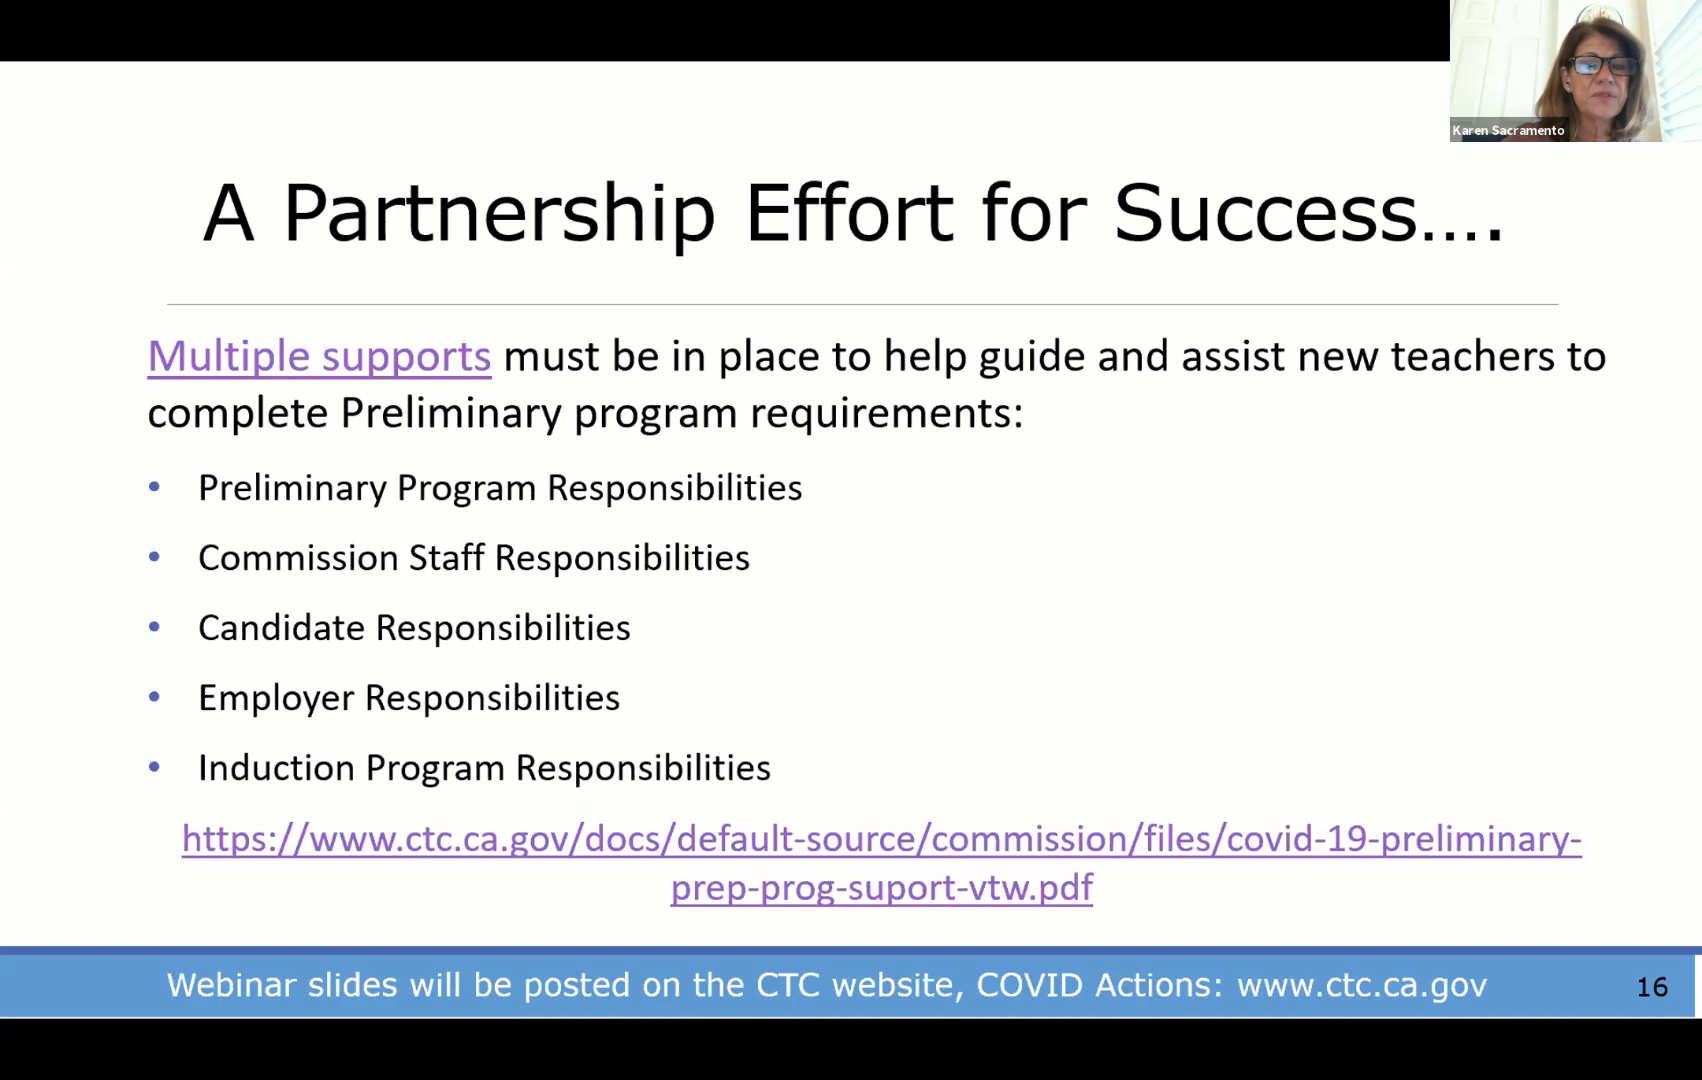 Karen Sacramento
A Partnership Effort for Success....
Multiple supports must be in place to help guide and assist new teachers to
complete Preliminary program requirements:
• Preliminary Program Responsibilities
• Commission Staff Responsibilities
• Candidate Responsibilities
• Employer Responsibilities
• Induction Program Responsibilities
https://www.ctc.ca.gov/docs/default-source/commission/files/covid-19-preliminary-
prep-prog-suport-vtw.pdf
Webinar slides will be posted on the CTC website, COVID Actions: www.ctc.ca.gov
16